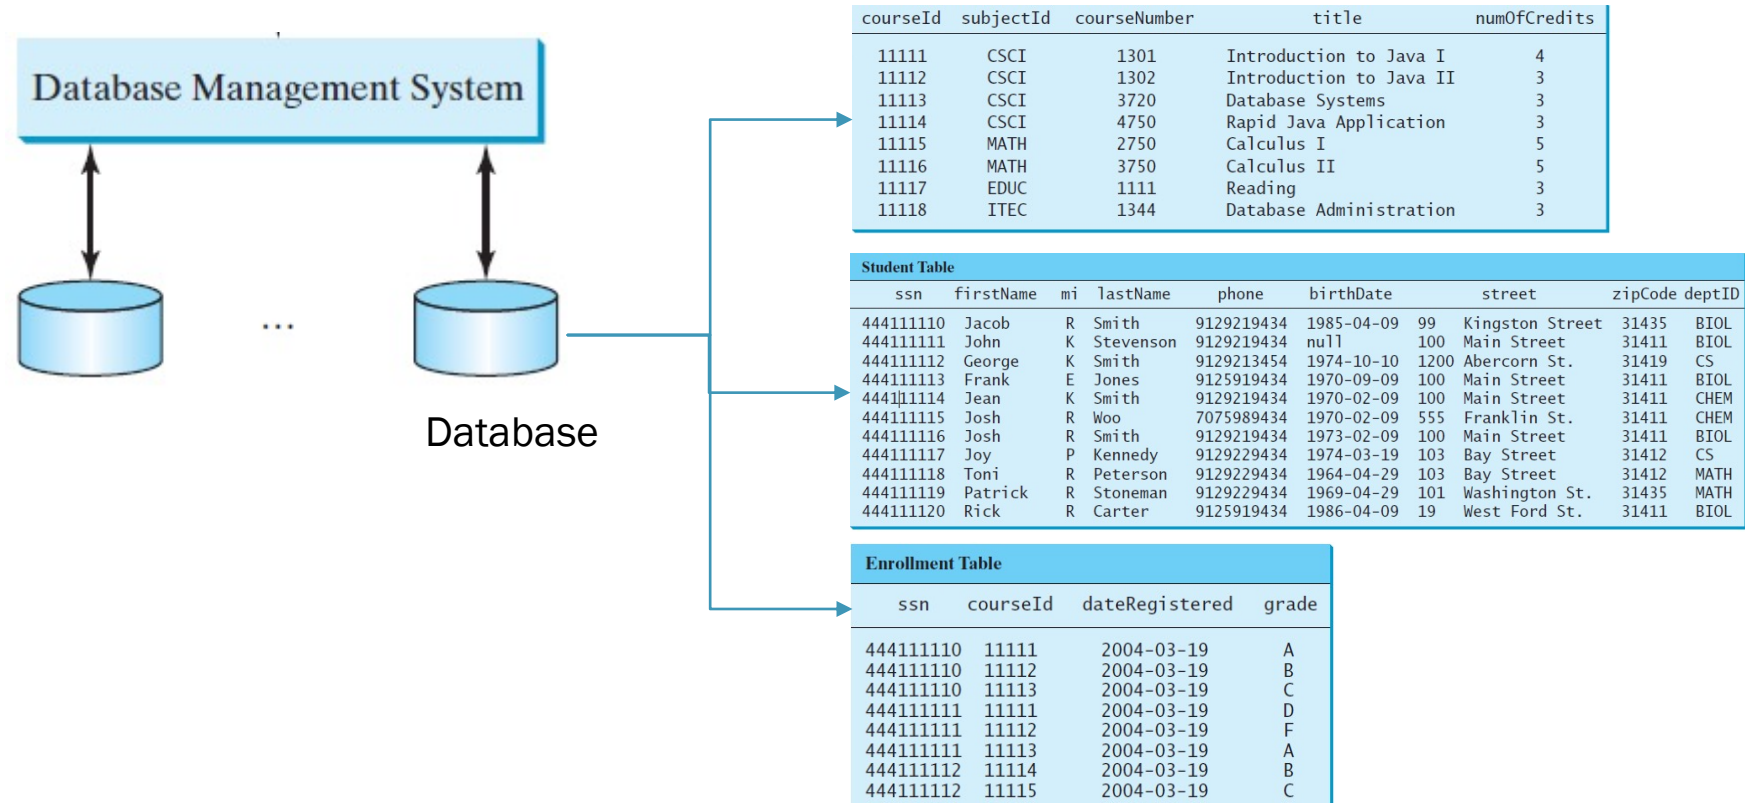 Database Management System
...
Database
courseId subjectId courseNumber title numOfCredits
11111 CSCI 1301 Introduction to Java I 4
11112 CSCI 1302 Introduction to Java II 3
11113 CSCI 3720 Database Systems 3
11114 CSCI 4750 Rapid Java Application 3
11115 MATH 2750 Calculus I 5
11116 MATH 3750 Calculus II 5
11117 EDUC 1111 Reading 3
11118 ITEC 1344 Database Administration 3
Student Table
ssn firstName mi lastName phone birthDate street zipCode deptID
444111110 Jacob R Smith 9129219434 1985-04-09 99 Kingston Street 31435 BIOL
444111111 John K Stevenson 9129219434 null 100 Main Street 31411 BIOL
444111112 George K Smith 9129213454 1974-10-10 1200 Abercorn St. 31419 CS
444111113 Frank E Jones 9125919434 1970-09-09 100 Main Street 31411 BIOL
444111114 Jean K Smith 9129219434 1970-02-09 100 Main Street 31411 CHEM
444111115 Josh R Woo 7075989434 1970-02-09 555 Franklin St. 31411 CHEM
444111116 Josh R Smith 9129219434 1973-02-09 100 Main Street 31411 BIOL
444111117 Joy P Kennedy 9129229434 1974-03-19 103 Bay Street 31412 CS
444111118 Toni R Peterson 9129229434 1964-04-29 103 Bay Street 31412 MATH
444111119 Patrick R Stoneman 9129229434 1969-04-29 101 Washington St. 31435 MATH
444111120 Rick R Carter 9125919434 1986-04-09 19 West Ford St. 31411 BIOL
Enrollment Table
ssn courseId dateRegistered grade
444111110 11111 2004-03-19 A
444111110 11112 2004-03-19 B
444111110 11113 2004-03-19 C
444111111 11111 2004-03-19 D
444111111 11112 2004-03-19 F
444111111 11113 2004-03-19 A
444111112 11114 2004-03-19 B
444111112 11115 2004-03-19 C